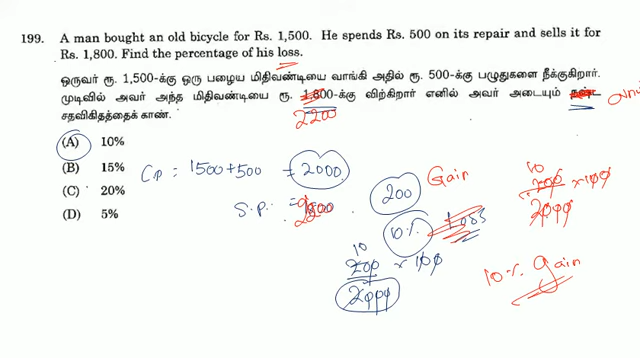 199. A man bought an old bicycle for Rs. 1,500. He spends Rs. 500 on its repair and sells it for
Rs. 1,800. Find the percentage of his loss.
ஒருவர் ரூ. 1,500-க்கு ஒரு பழைய மிதிவண்டியை வாங்கி அதில் ரூ. 500-க்கு பழுதுகளை நீக்குகிறார்.
முடிவில் அவர் அந்த மிதிவண்டியை ரூ. 1,800-க்கு விற்கிறார் எனில் அவர் அடையும்
2200
சதவிகிதத்தைக் காண்.
(A) 10%
(B) 15%
(C) 20%
(D) 5%
C.P = 1500+500 = 2000
S.P. =
200 Gain
10% Loss
10
200 × 100
2000
10
200 × 100
2000
10% gain